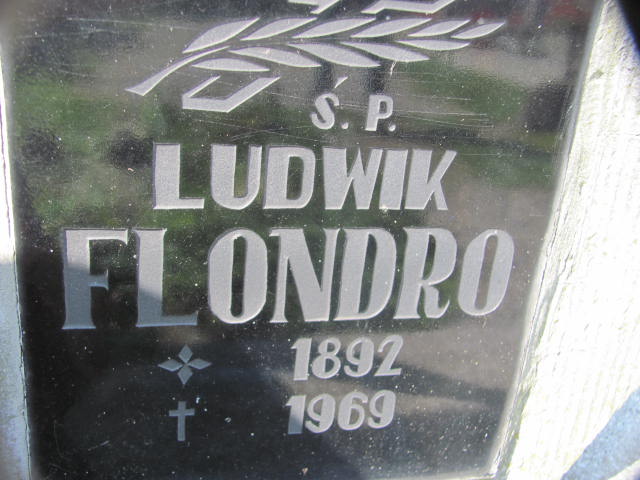 Ś. P.
LUDWIK
FLONDRO
1892
1969